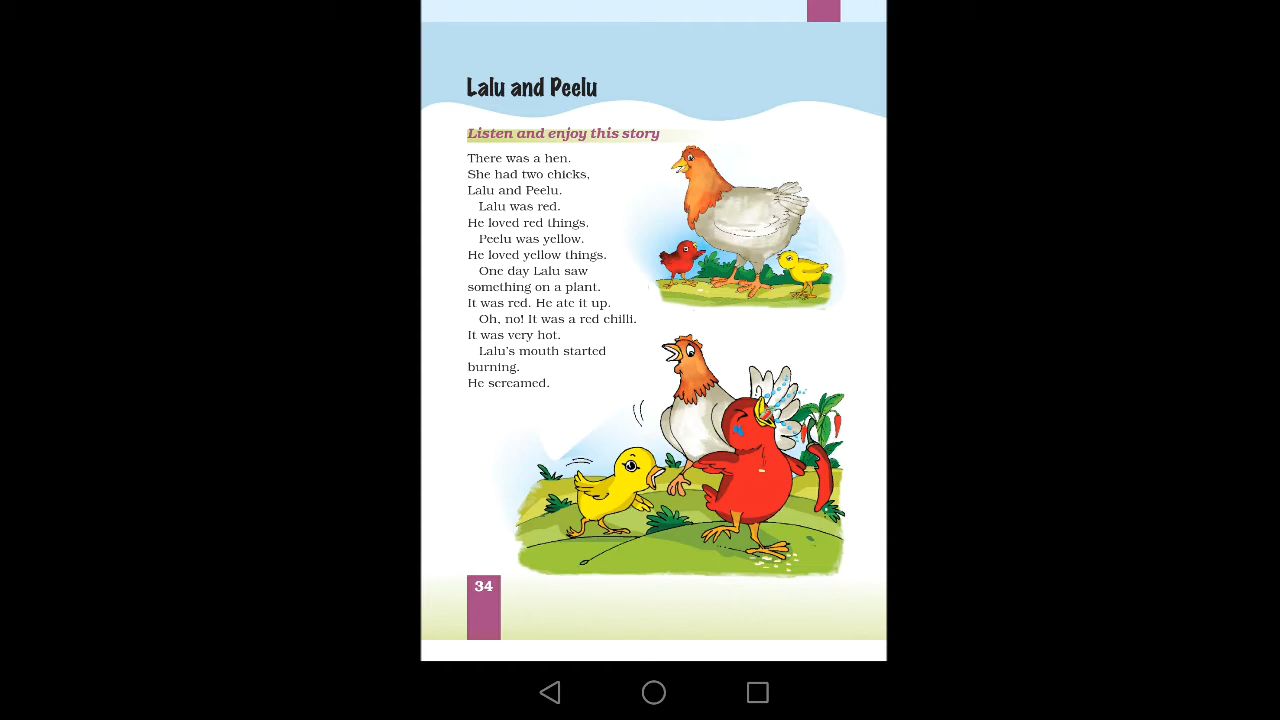 Lalu and Peelu
Listen and enjoy this story
There was a hen.
She had two chicks,
Lalu and Peelu.
Lalu was red.
He loved red things.
Peelu was yellow.
He loved yellow things.
One day Lalu saw
something on a plant.
It was red. He ate it up.
Oh, no! It was a red chilli.
It was very hot.
Lalu's mouth started
burning.
He screamed.
34